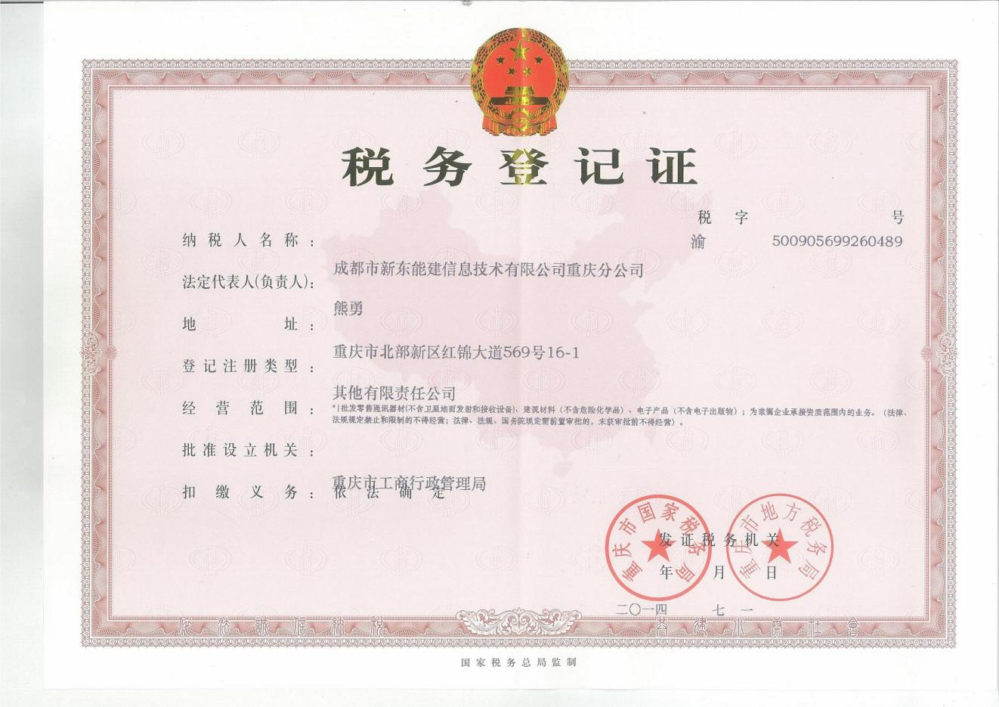 税务登记证
税 字 号
渝 500905699260489
纳税人名称：
成都市新东能建信息技术有限公司重庆分公司
法定代表人(负责人)：
熊勇
地址：
重庆市北部新区红锦大道569号16-1
登记注册类型：
其他有限责任公司
经营范围：
*|批发零售通讯器材(不含卫星地面发射和接收设备)、建筑材料（不含危险化学品）、电子产品（不含电子出版物）；为隶属企业承接资质范围内的业务。（法律、
法规规定禁止和限制的不得经营；法律、法规、国务院规定需前置审批的，未获审批前不得经营）。
批准设立机关：
重庆市工商行政管理局
扣缴义务：依法确定
重庆市国家税务局
重庆市地方税务局
发证税务机关
年 月 日
二〇一四 七 一
依法诚信纳税
共建小康社会
国家税务总局监制